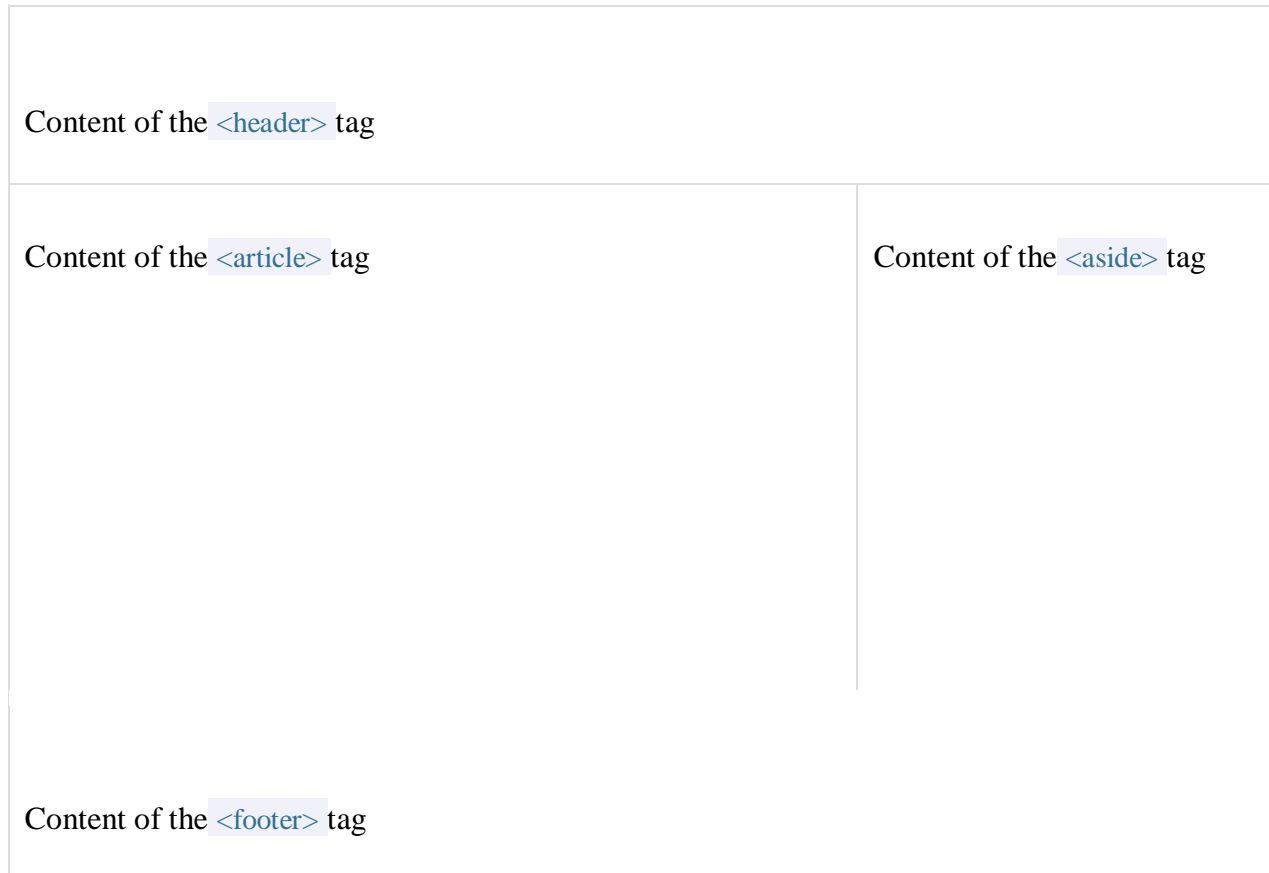 Content of the <header> tag
Content of the <article> tag
Content of the <aside> tag
Content of the <footer> tag